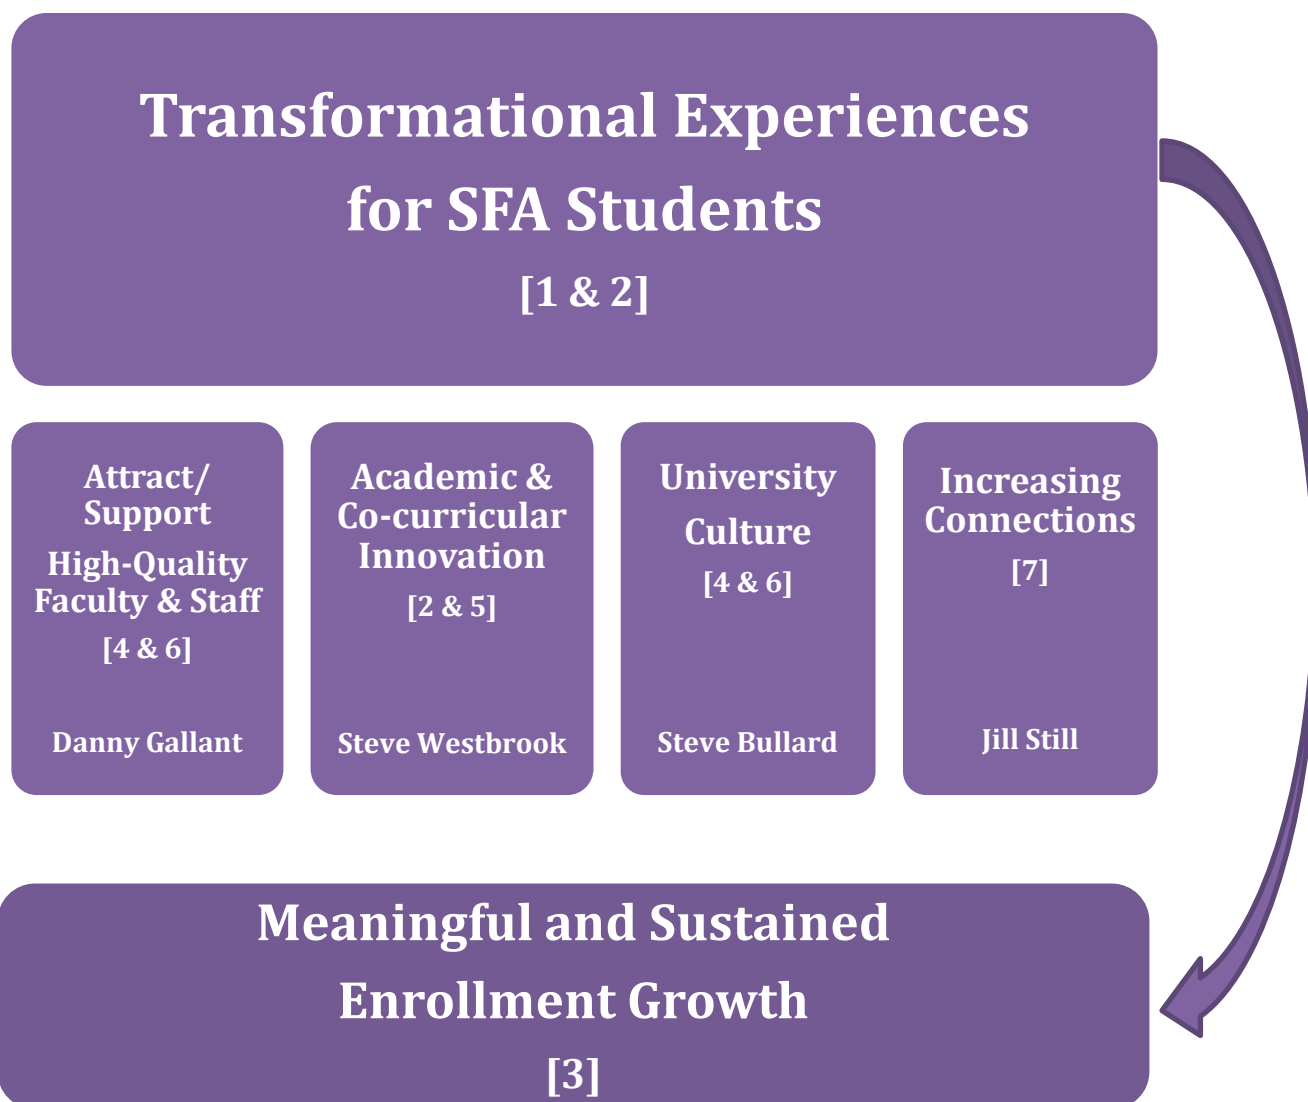 Transformational Experiences
for SFA Students
[1 & 2]
Attract/
Support
High-Quality
Faculty & Staff
[4 & 6]
Danny Gallant
Academic &
Co-curricular
Innovation
[2 & 5]
Steve Westbrook
University
Culture
[4 & 6]
Steve Bullard
Increasing
Connections
[7]
Jill Still
Meaningful and Sustained
Enrollment Growth
[3]